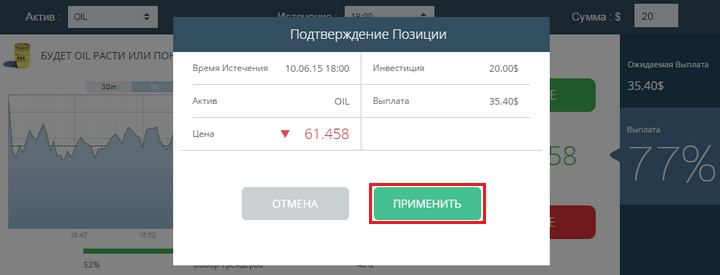 Актив : OIL Истечение : 18:00 Сумма : $ 20
Подтверждение Позиции
БУДЕТ OIL РАСТИ ИЛИ
Ожидаемая Выплата
35.40$
Время Истечения 10.06.15 18:00 Инвестиция 20.00$
30m 1h
Актив OIL Выплата 35.40$
Выплата
Цена ▼ 61.458
58
77%
ОТМЕНА ПРИМЕНИТЬ
16:40 16:50
52% Выбор Трейдеров 48%